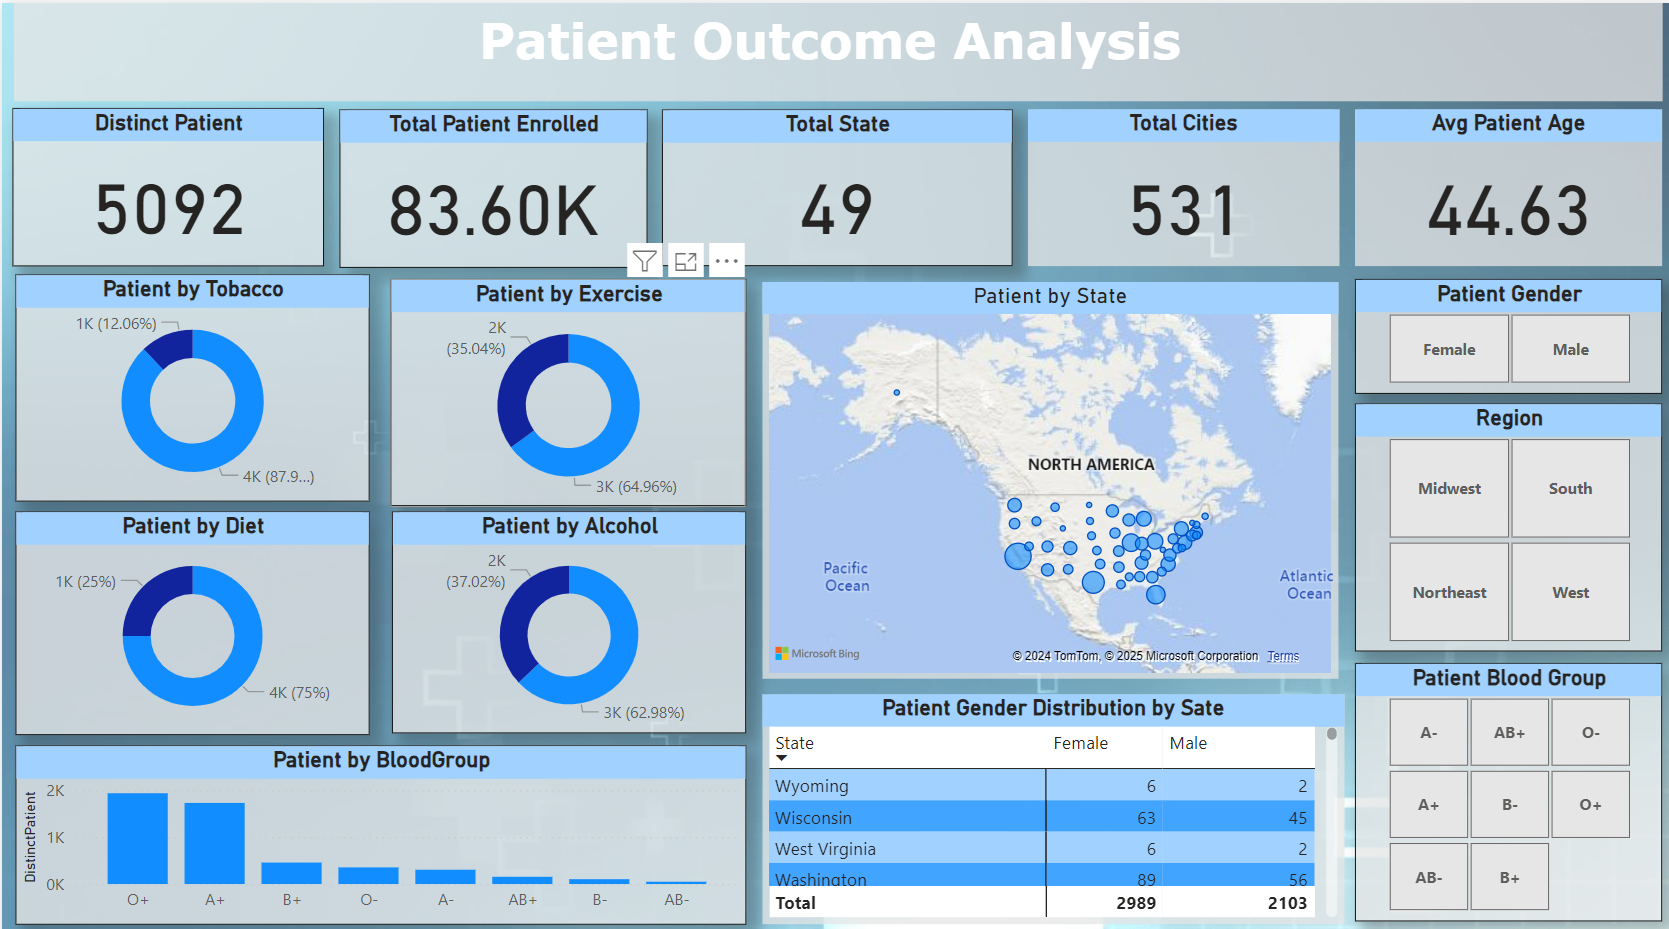 Patient Outcome Analysis
Distinct Patient
5092
Total Patient Enrolled
83.60K
Total State
49
Total Cities
531
Avg Patient Age
44.63
Patient by Tobacco
1K (12.06%)
4K (87.9...)
Patient by Exercise
2K
(35.04%)
3K (64.96%)
Patient by Diet
1K (25%)
4K (75%)
Patient by Alcohol
2K
(37.02%)
3K (62.98%)
Patient by BloodGroup
DistinctPatient
2K
1K
0K
O+ A+ B+ O- A- AB+ B- AB-
Patient by State
NORTH AMERICA
Pacific
Ocean
Atlantic
Ocean
Microsoft Bing
© 2024 TomTom, © 2025 Microsoft Corporation Terms
Patient Gender Distribution by Sate
State Female Male
Wyoming 6 2
Wisconsin 63 45
West Virginia 6 2
Washington 89 56
Total 2989 2103
Patient Gender
Female Male
Region
Midwest South
Northeast West
Patient Blood Group
A- AB+ O-
A+ B- O+
AB- B+